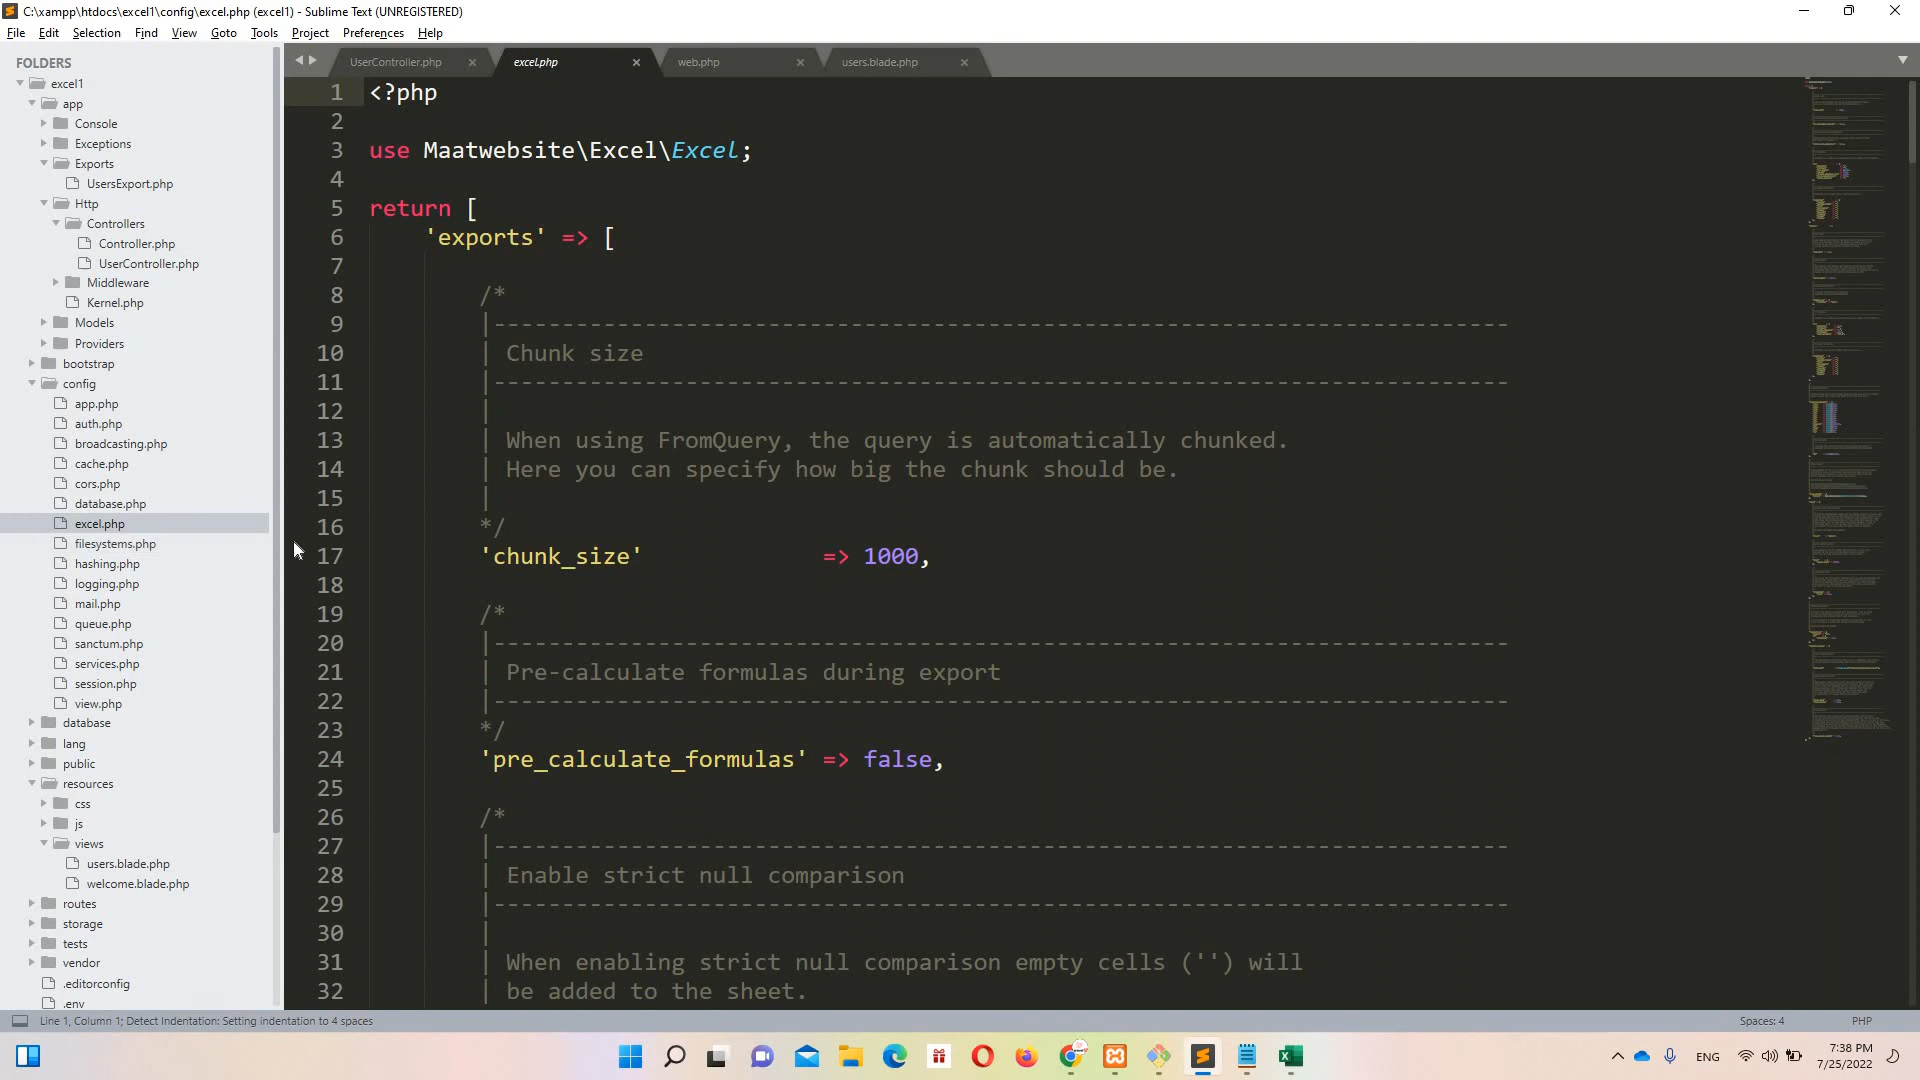 C:\xampp\htdocs\excel1\config\excel.php (excel1) - Sublime Text (UNREGISTERED)
File Edit Selection Find View Goto Tools Project Preferences Help
FOLDERS
excel1
app
Console
Exceptions
Exports
UsersExport.php
Http
Controllers
Controller.php
UserController.php
Middleware
Kernel.php
Models
Providers
bootstrap
config
app.php
auth.php
broadcasting.php
cache.php
cors.php
database.php
excel.php
filesystems.php
hashing.php
logging.php
mail.php
queue.php
sanctum.php
services.php
session.php
view.php
database
lang
public
resources
css
js
views
users.blade.php
welcome.blade.php
routes
storage
tests
vendor
.editorconfig
.env
UserController.php excel.php web.php users.blade.php
1 <?php
2
3 use Maatwebsite\Excel\Excel;
4
5 return [
6 'exports' => [
7
8 /*
9 |--------------------------------------------------------------------------
10 | Chunk size
11 |--------------------------------------------------------------------------
12 |
13 | When using FromQuery, the query is automatically chunked.
14 | Here you can specify how big the chunk should be.
15 |
16 */
17 'chunk_size' => 1000,
18
19 /*
20 |--------------------------------------------------------------------------
21 | Pre-calculate formulas during export
22 |--------------------------------------------------------------------------
23 */
24 'pre_calculate_formulas' => false,
25
26 /*
27 |--------------------------------------------------------------------------
28 | Enable strict null comparison
29 |--------------------------------------------------------------------------
30 |
31 | When enabling strict null comparison empty cells ('') will
32 | be added to the sheet.
Line 1, Column 1; Detect Indentation: Setting indentation to 4 spaces Spaces: 4 PHP
ENG
7:38 PM
7/25/2022